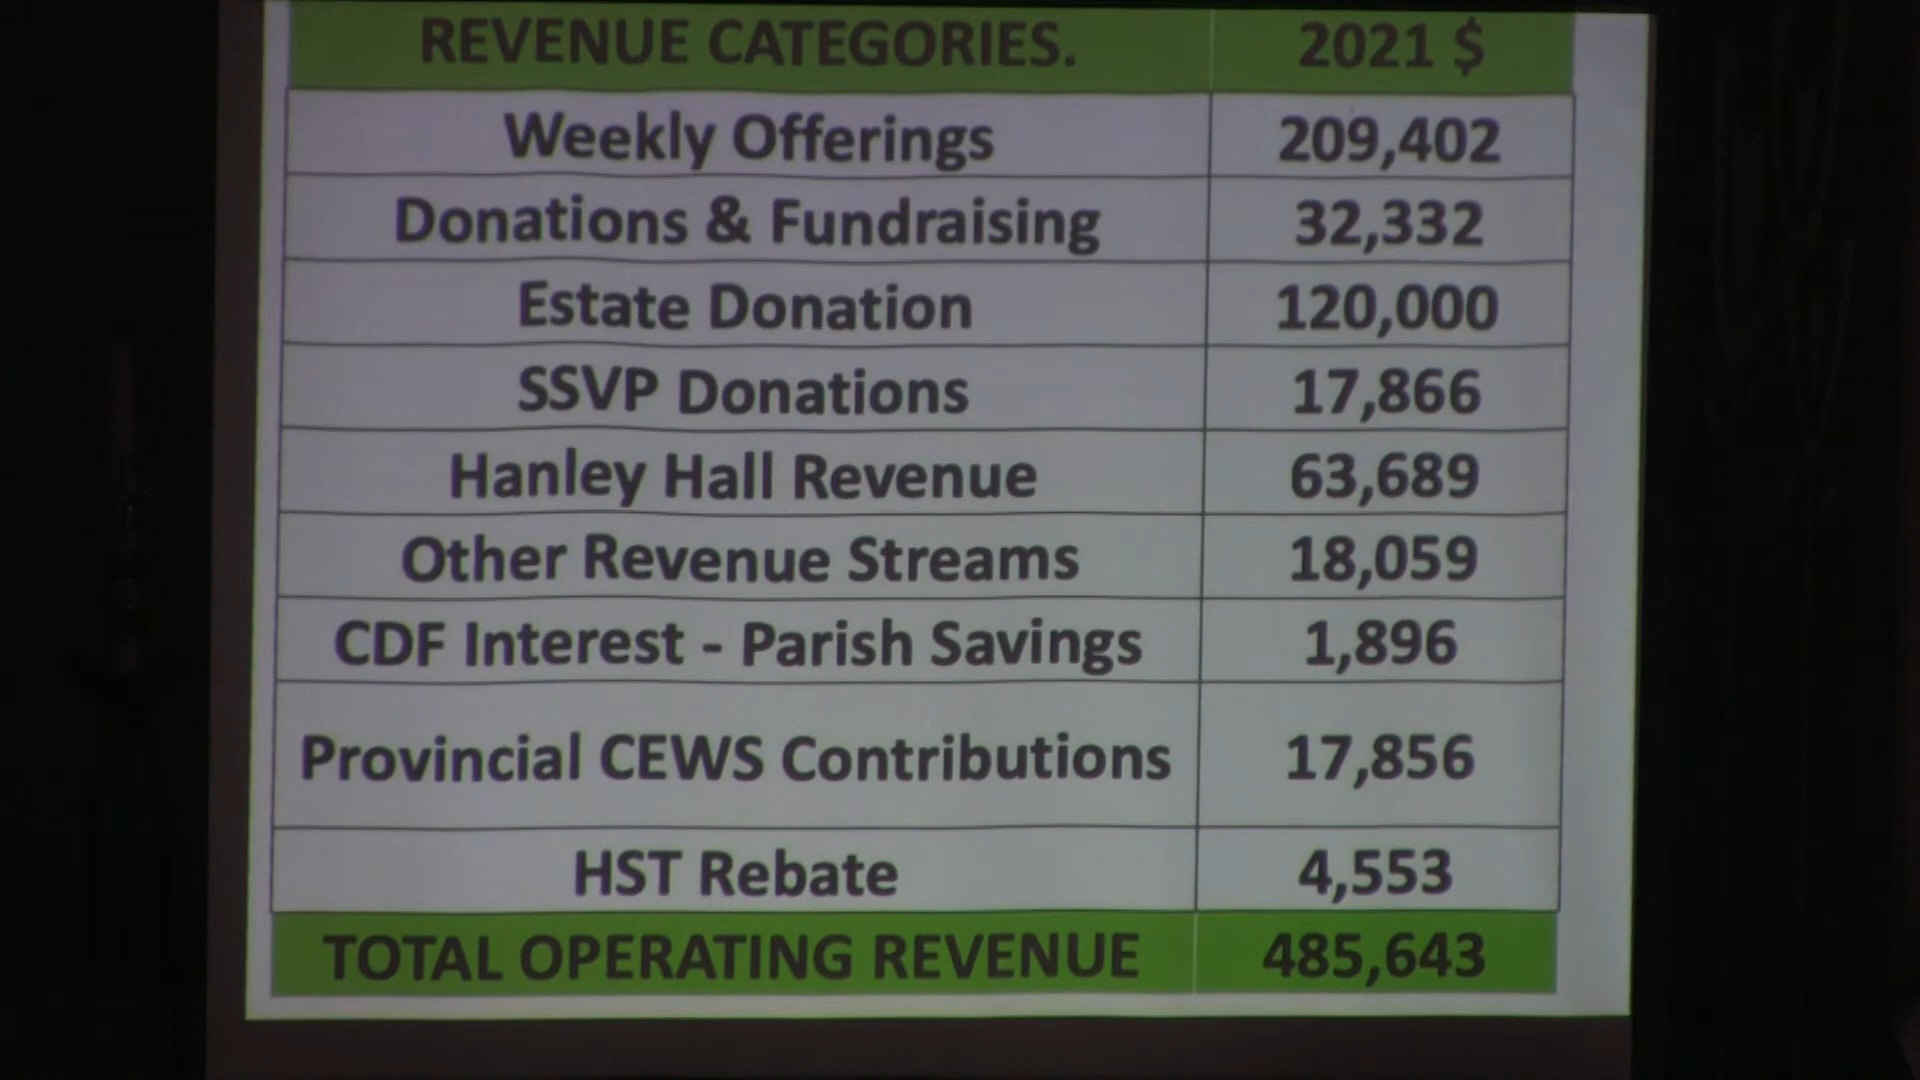 REVENUE CATEGORIES. 2021 $
Weekly Offerings 209,402
Donations & Fundraising 32,332
Estate Donation 120,000
SSVP Donations 17,866
Hanley Hall Revenue 63,689
Other Revenue Streams 18,059
CDF Interest - Parish Savings 1,896
Provincial CEWS Contributions 17,856
HST Rebate 4,553
TOTAL OPERATING REVENUE 485,643